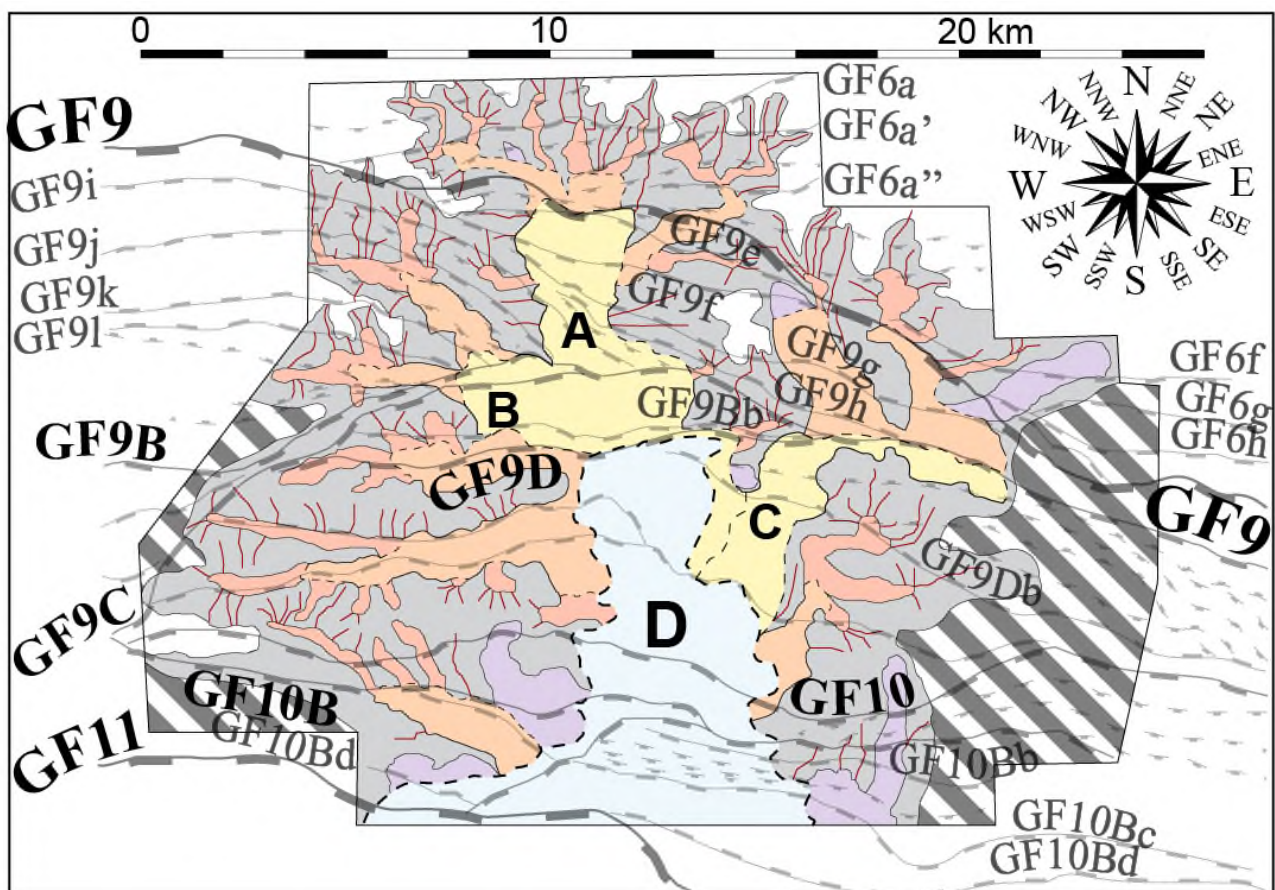 0 10 20 km
GF6a
GF6a’
GF6a”
N
NNE
NE
ENE
E
ESE
SE
SSE
S
SSW
SW
WSW
W
WNW
NW
NNW
GF9
GF9i
GF9j
GF9k
GF9l
GF9B
GF9C
GF11
GF9e
GF9f
GF9g
GF9h
GF9Bb
GF9D
A
B
C
D
GF6f
GF6g
GF6h
GF9
GF9Db
GF10B
GF10Bd
GF10
GF10Bb
GF10Bc
GF10Bd